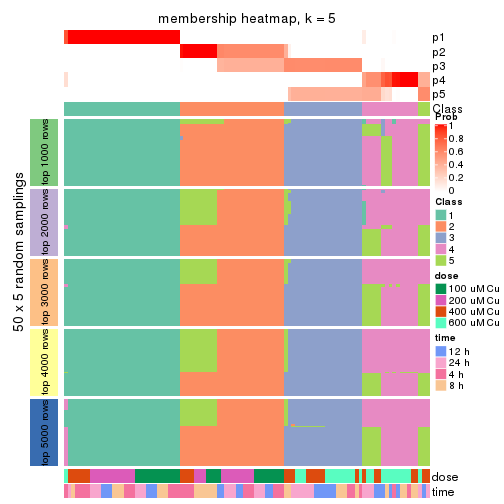 membership heatmap, k = 5
p1
p2
p3
p4
p5
Class
50 x 5 random samplings
top 1000 rows
top 2000 rows
top 3000 rows
top 4000 rows
top 5000 rows
dose
time
Prob
1
0.8
0.6
0.4
0.2
0
Class
1
2
3
4
5
dose
100 uM Cu
200 uM Cu
400 uM Cu
600 uM Cu
time
12 h
24 h
4 h
8 h